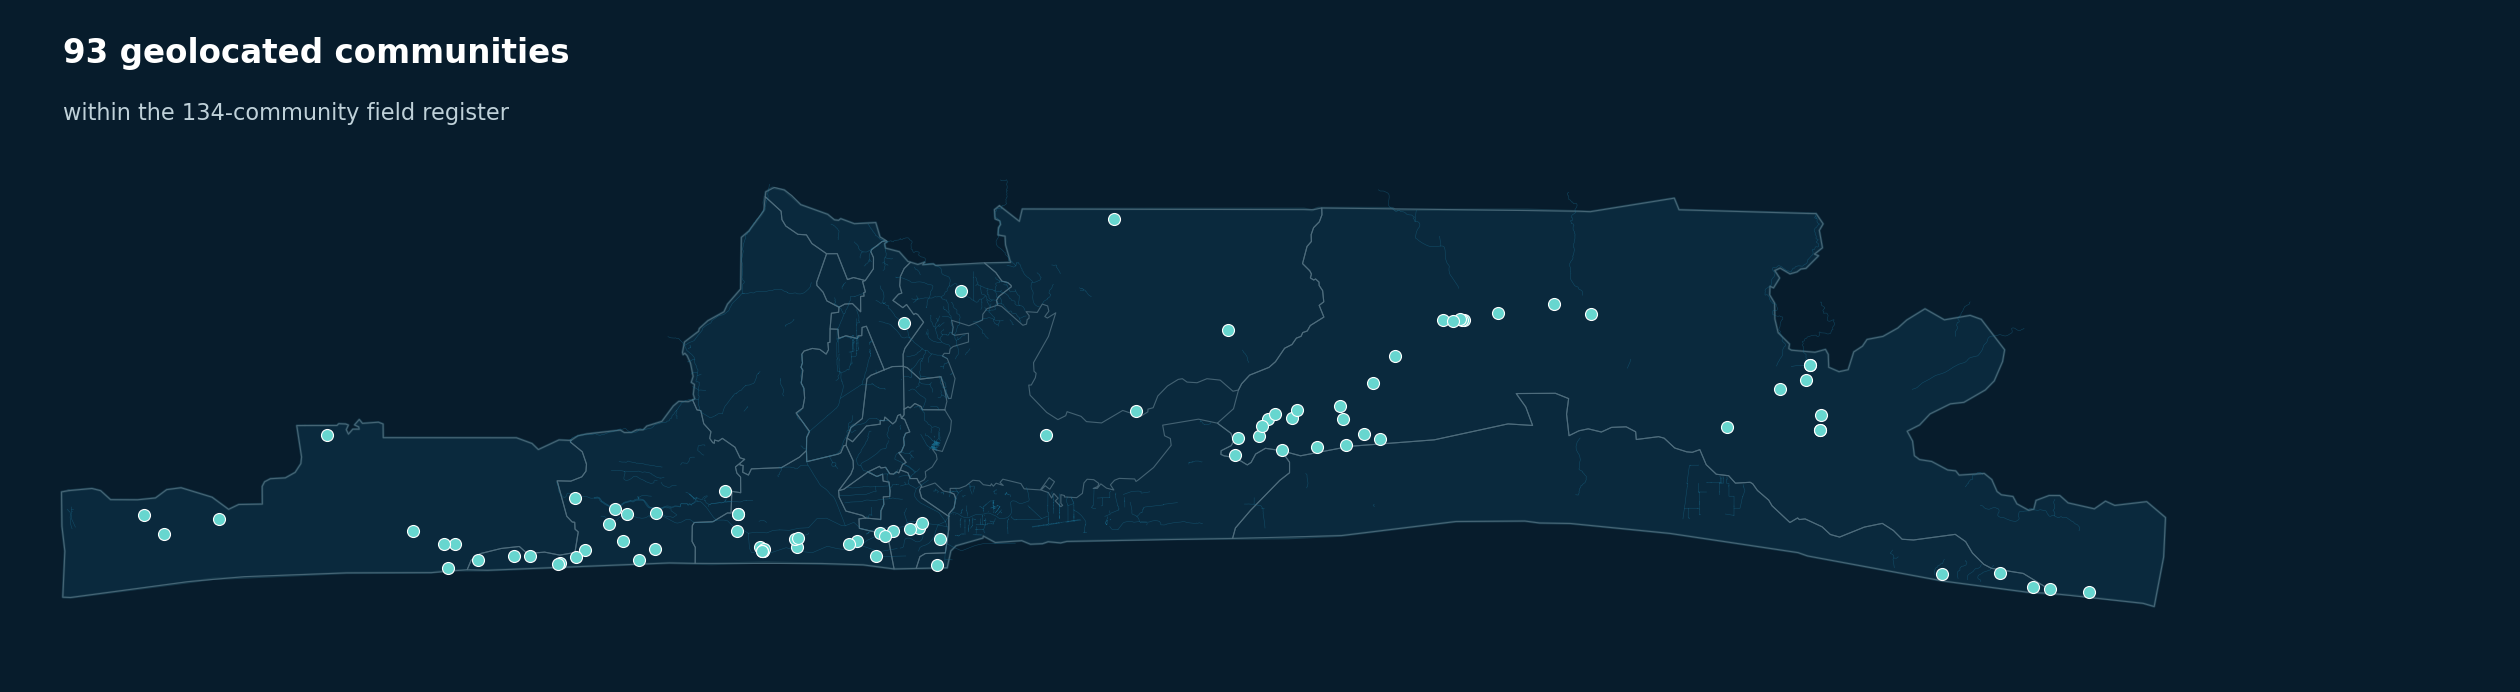 93 geolocated communities
within the 134-community field register